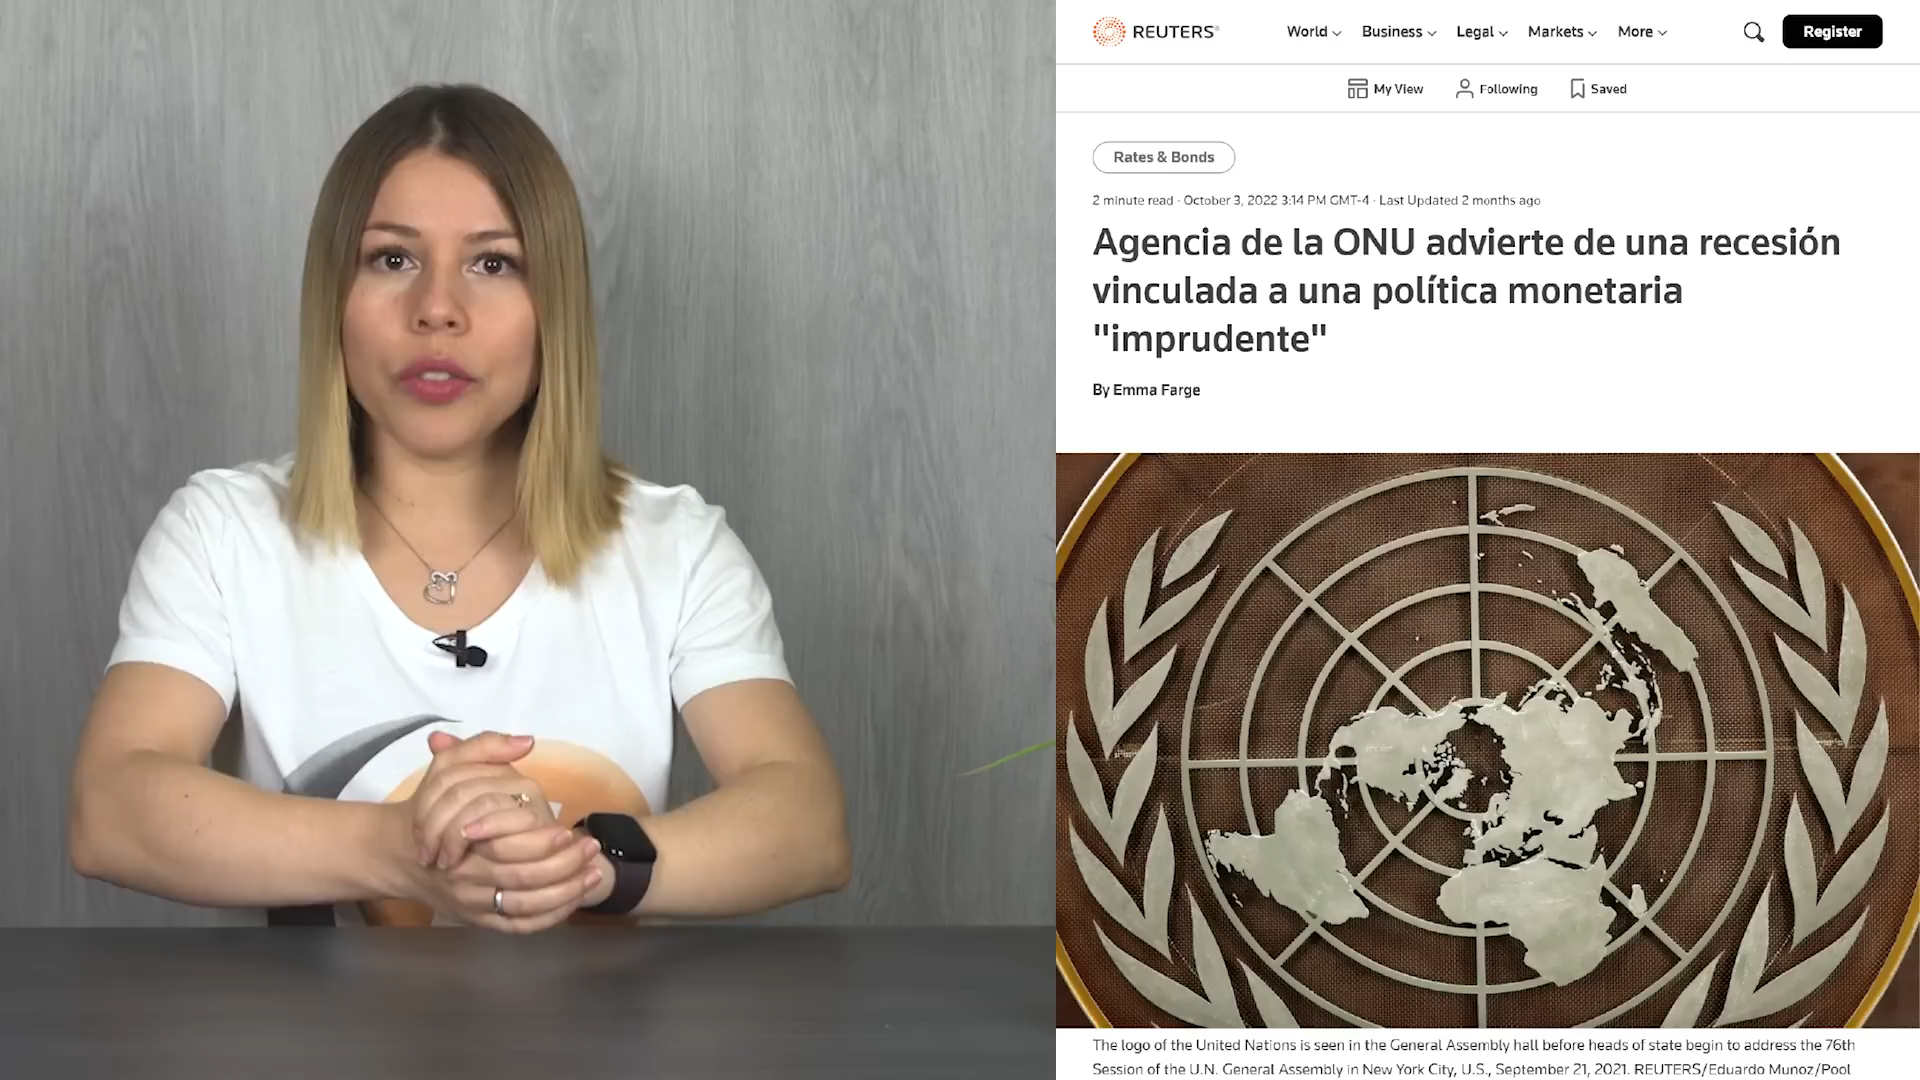 REUTERS
World Business Legal Markets More
Register
My View Following Saved
Rates & Bonds
2 minute read · October 3, 2022 3:14 PM GMT-4 · Last Updated 2 months ago
Agencia de la ONU advierte de una recesión
vinculada a una política monetaria
"imprudente"
By Emma Farge
The logo of the United Nations is seen in the General Assembly hall before heads of state begin to address the 76th
Session of the U.N. General Assembly in New York City, U.S., September 21, 2021. REUTERS/Eduardo Munoz/Pool